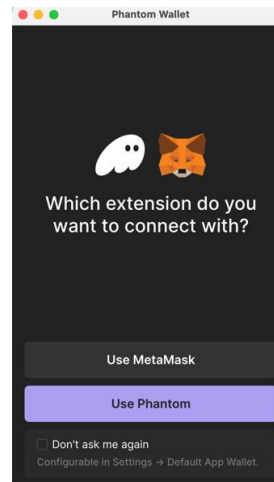 Phantom Wallet
Which extension do you
want to connect with?
Use MetaMask
Use Phantom
Don't ask me again
Configurable in Settings → Default App Wallet.